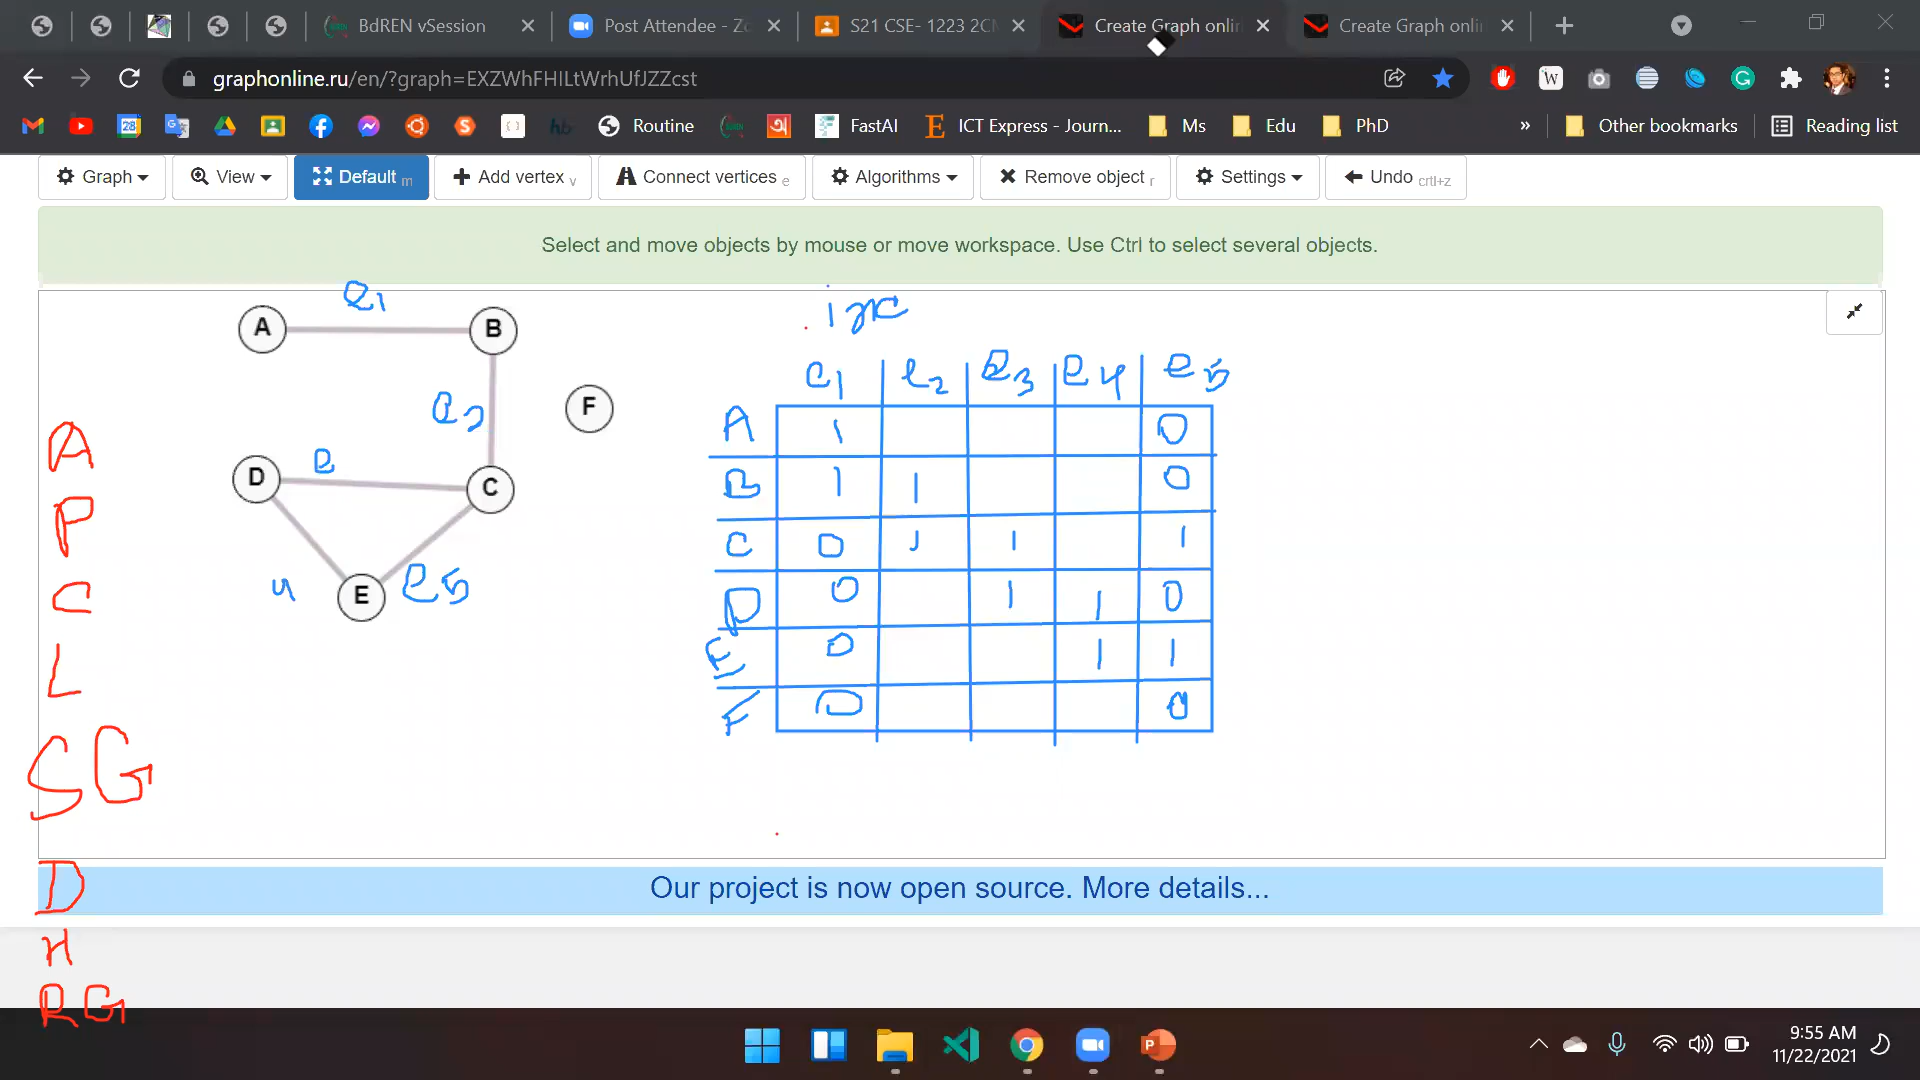 BdREN vSession
Post Attendee - Zo
S21 CSE- 1223 2CM
Create Graph onlin
Create Graph onli
graphonline.ru/en/?graph=EXZWhFHILtWrhUfJZZcst
Routine
FastAI
ICT Express - Journ...
Ms
Edu
PhD
»
Other bookmarks
Reading list
Graph
View
Default m
Add vertex v
Connect vertices e
Algorithms
Remove object r
Settings
Undo crtl+z
Select and move objects by mouse or move workspace. Use Ctrl to select several objects.
e1
A B
e2
F
D e C
4 E e5
inc
e1 e2 e3 e4 e5
A 1 0
B 1 1 0
C 0 1 1 1
D 0 1 1 0
E 0 1 1
F 0 0
A
P
C
L
SG
D
H
RG
Our project is now open source. More details...
9:55 AM
11/22/2021